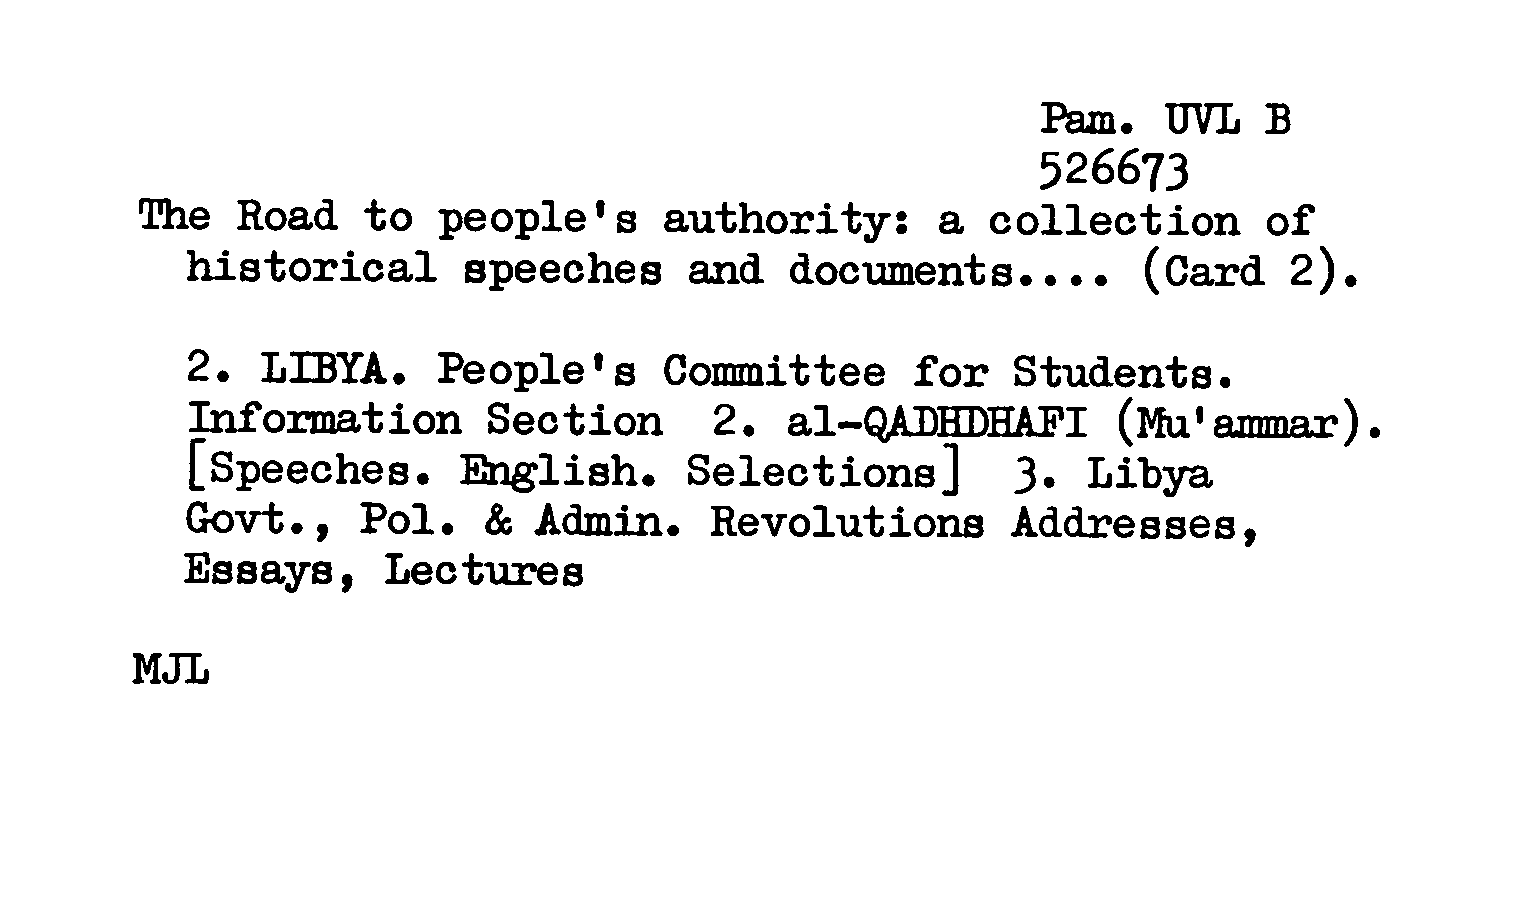 Pam. UVL B
526673
The Road to people's authority: a collection of
historical speeches and documents.... (Card 2).
2. LIBYA. People's Committee for Students.
Information Section 2. al-QADHDHAFI (Mu'ammar).
[Speeches. English. Selections] 3. Libya
Govt., Pol. & Admin. Revolutions Addresses,
Essays, Lectures
MJL